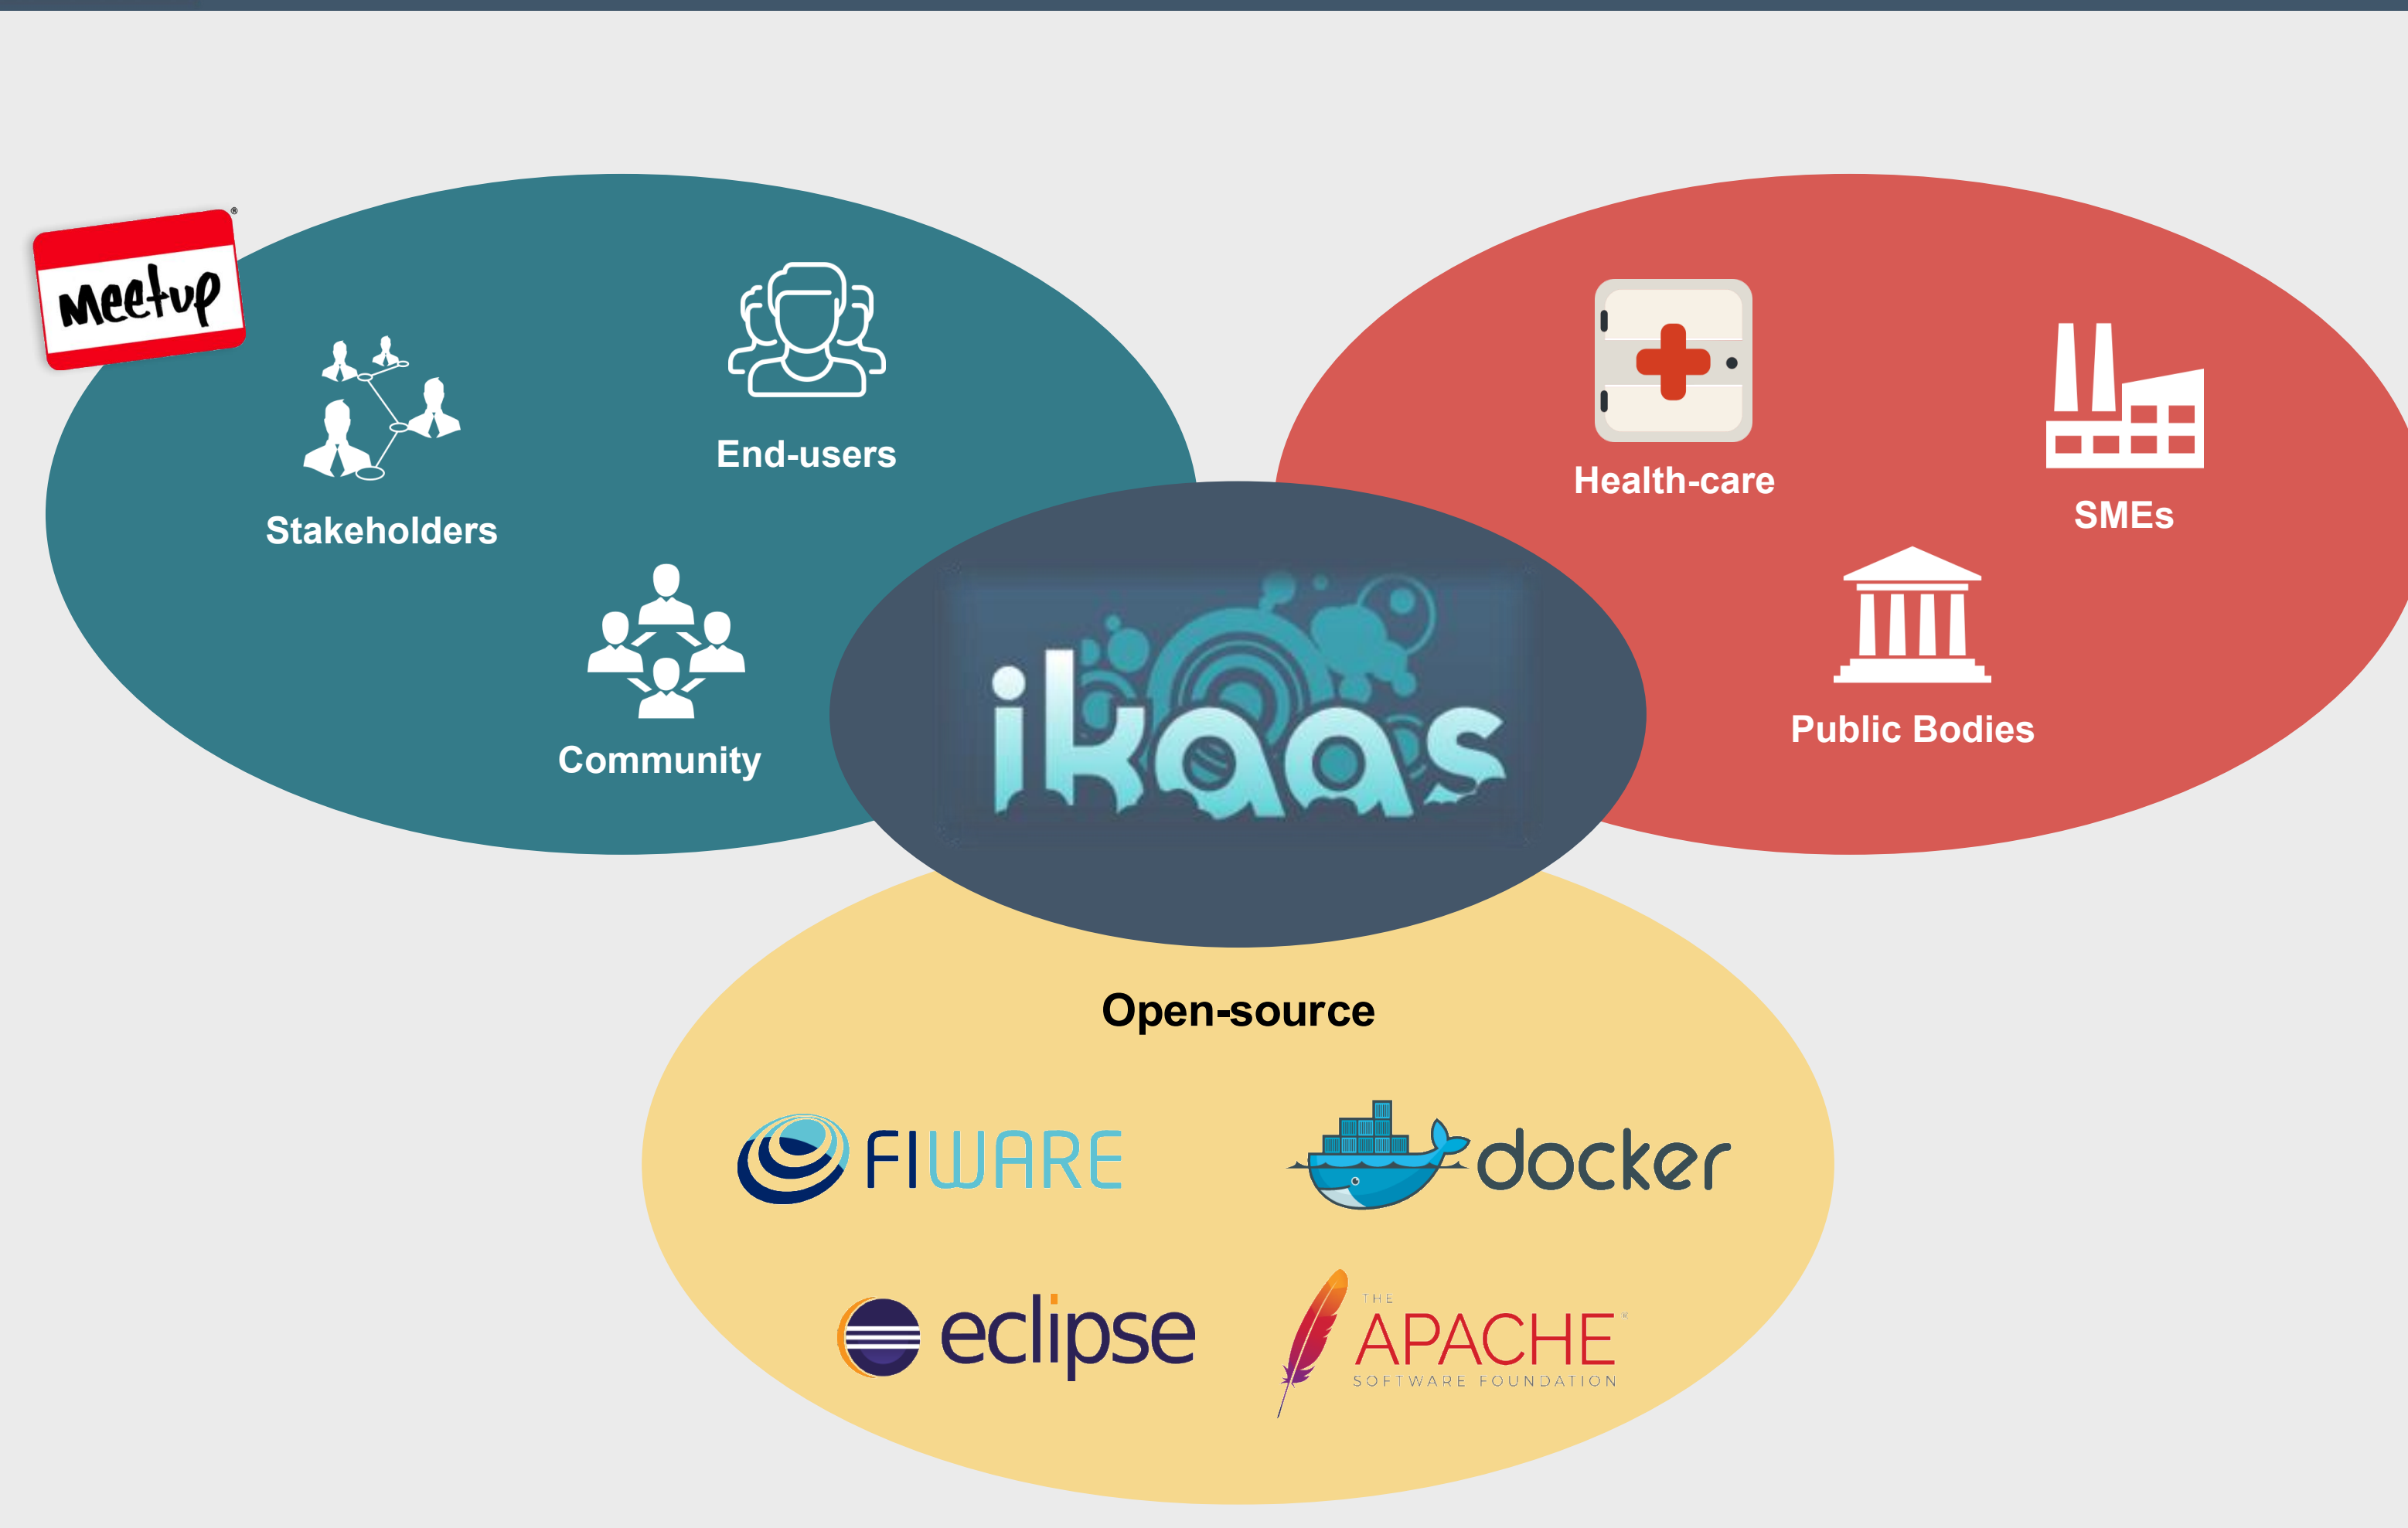 Meetup
®
End-users
Stakeholders
Community
Health-care
SMEs
Public Bodies
ikaas
Open-source
FIWARE
docker
eclipse
THE
APACHE
SOFTWARE FOUNDATION